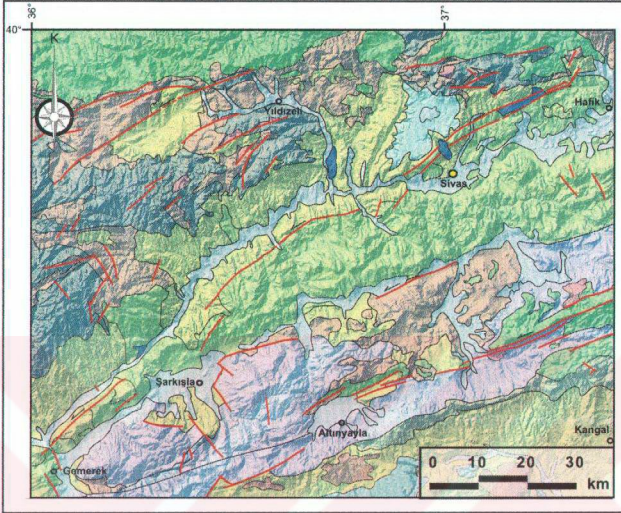 36°
37°
40°
K
Yıldızeli
Hafik
Sivas
Şarkışla
Altınyayla
Kangal
Gemerek
0 10 20 30
km